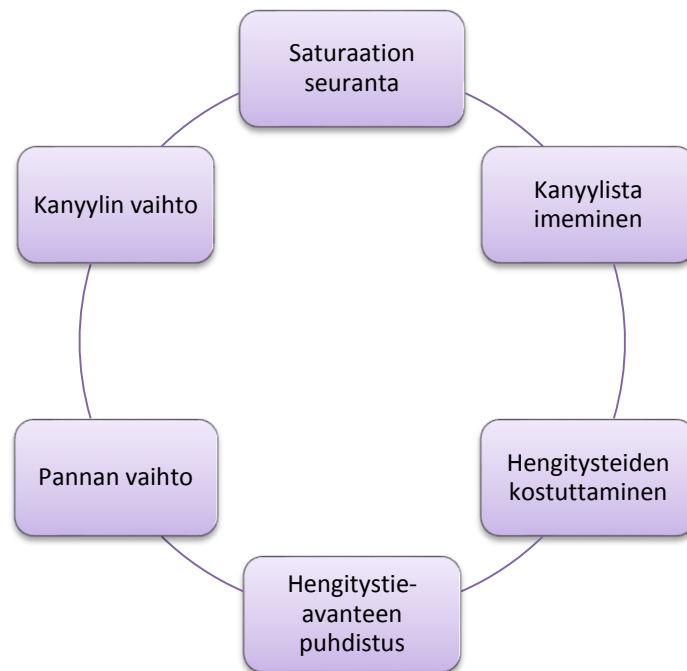 Saturaation
seuranta
Kanyylista
imeminen
Hengitysteiden
kostuttaminen
Hengitystie-
avanteen
puhdistus
Pannan vaihto
Kanyylin vaihto